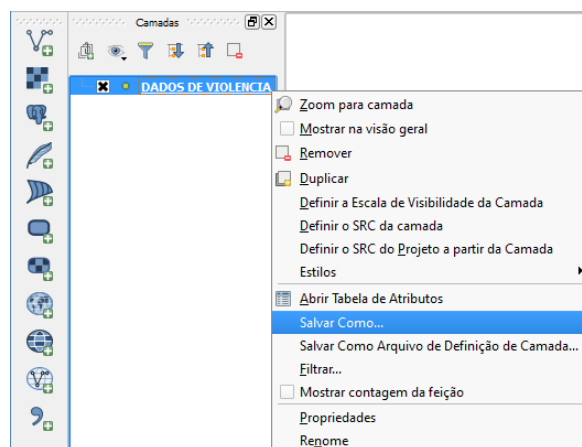 Camadas
DADOS DE VIOLENCIA
Zoom para camada
Mostrar na visão geral
Remover
Duplicar
Definir a Escala de Visibilidade da Camada
Definir o SRC da camada
Definir o SRC do Projeto a partir da Camada
Estilos
Abrir Tabela de Atributos
Salvar Como...
Salvar Como Arquivo de Definição de Camada...
Filtrar...
Mostrar contagem da feição
Propriedades
Renome